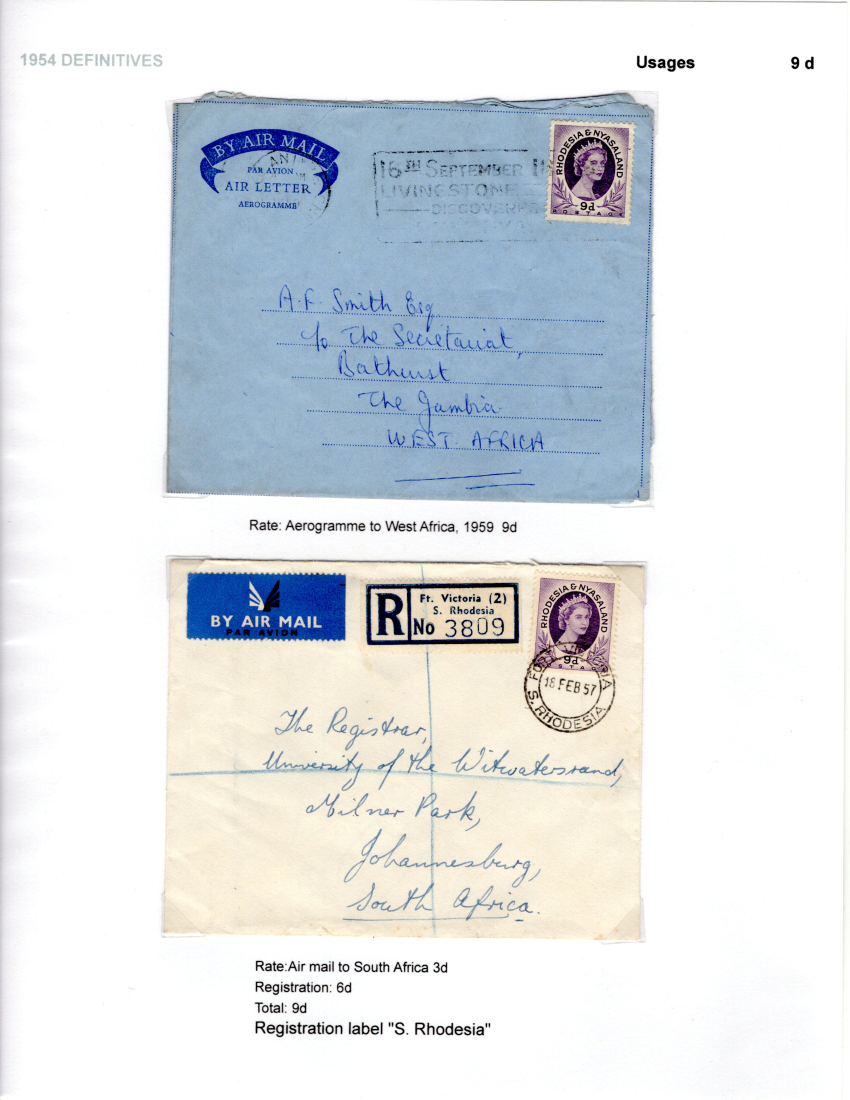 1954 DEFINITIVES
Usages 9 d
BY AIR MAIL
PAR AVION
AIR LETTER
AEROGRAMME
16TH SEPTEMBER
LIVINGSTONE
RHODESIA & NYASALAND
9d
POSTAGE
A.F. Smith Esq
c/o The Secretariat,
Bathurst
The Gambia
WEST AFRICA
Rate: Aerogramme to West Africa, 1959 9d
BY AIR MAIL
PAR AVION
R
Ft. Victoria (2)
S. Rhodesia
No 3809
RHODESIA & NYASALAND
9d
FORT VICTORIA
18 FEB 57
S. RHODESIA
The Registrar,
University of the Witwatersrand,
Milner Park,
Johannesburg,
South Africa.
Rate:Air mail to South Africa 3d
Registration: 6d
Total: 9d
Registration label "S. Rhodesia"